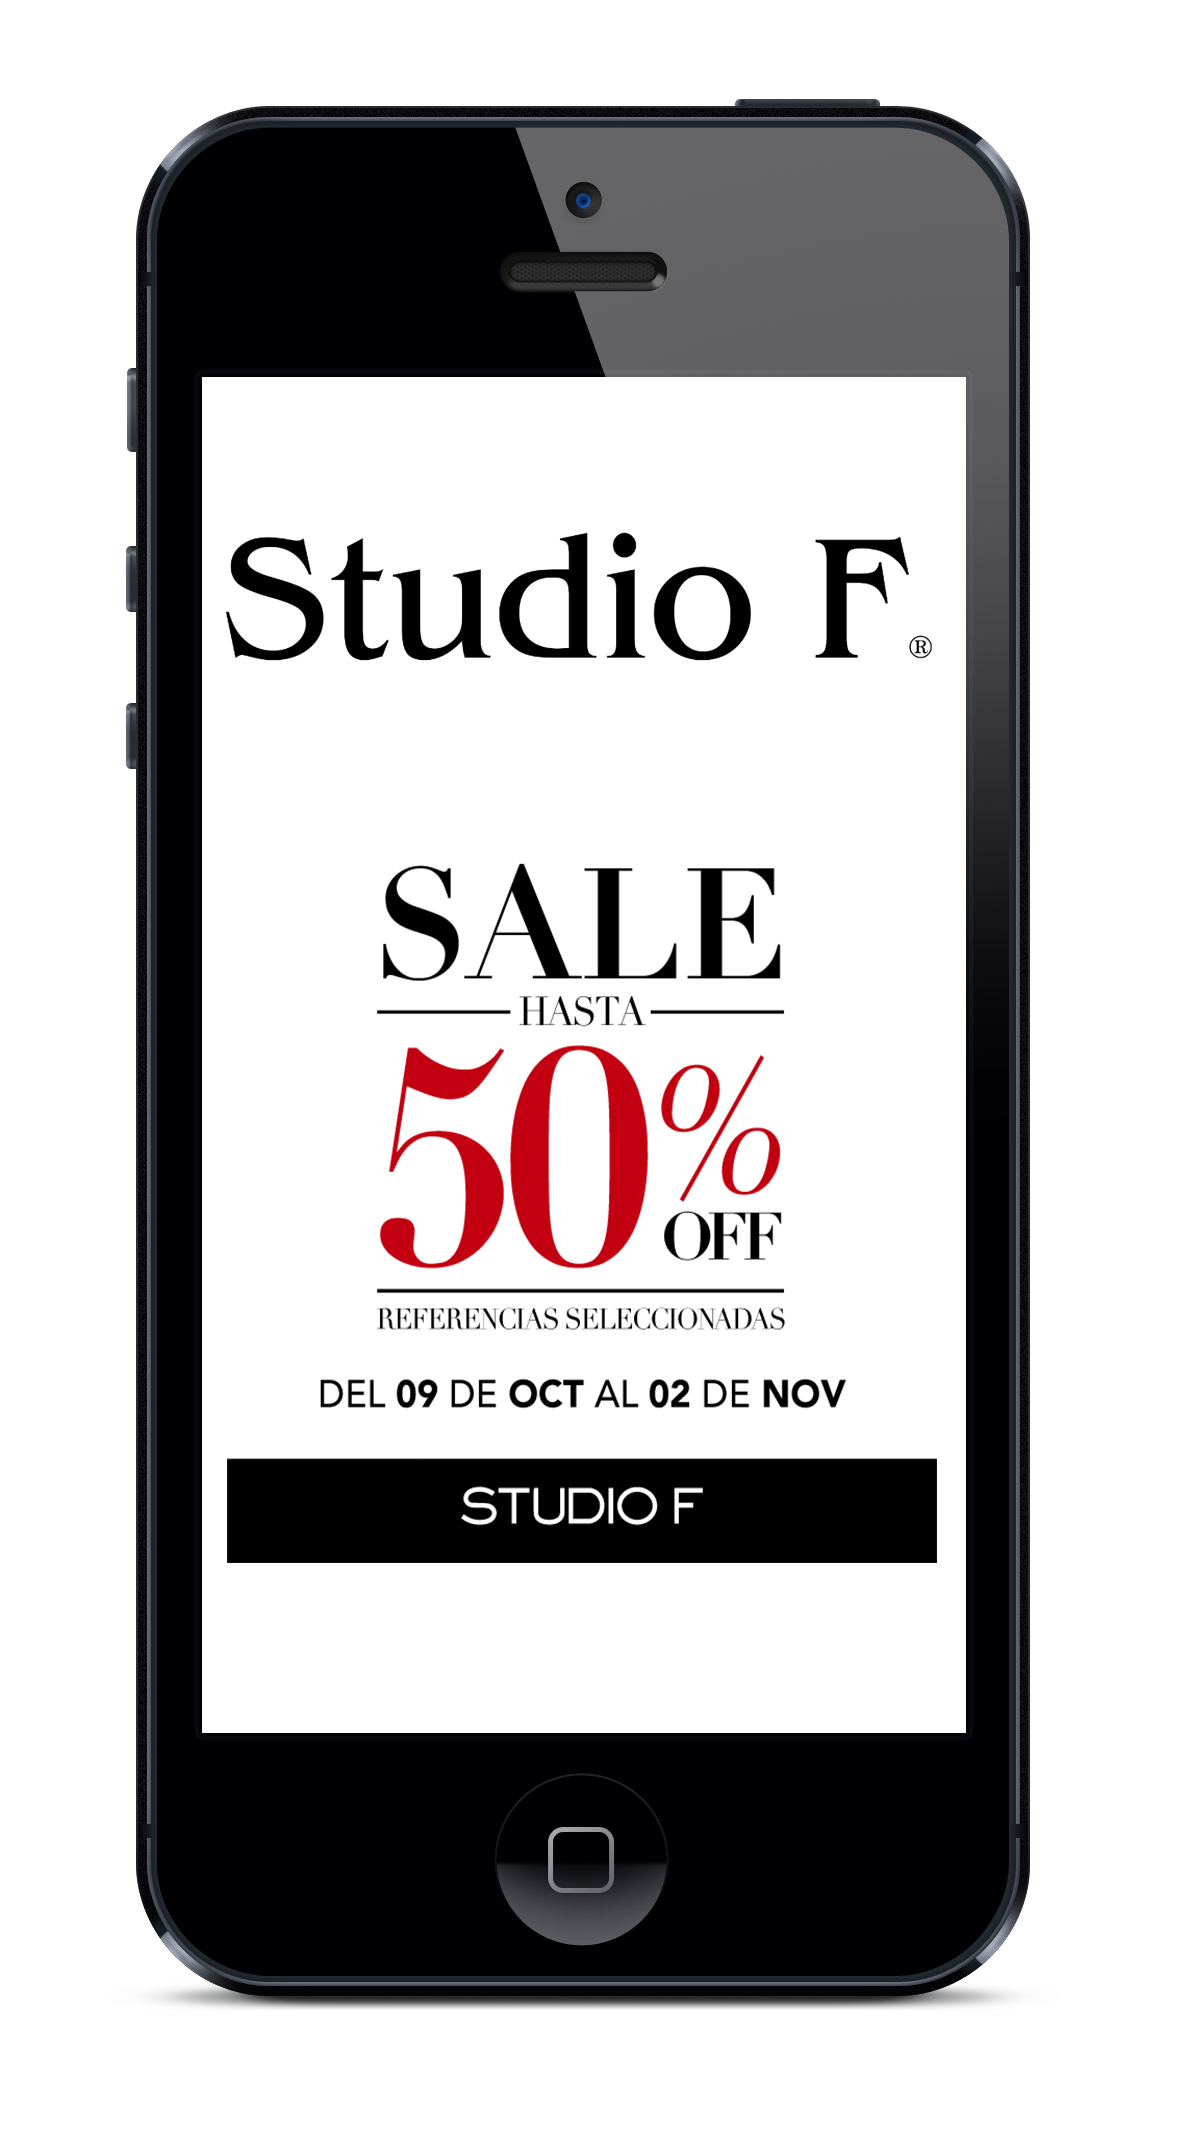 Studio F®
SALE
HASTA
50%
OFF
REFERENCIAS SELECCIONADAS
DEL 09 DE OCT AL 02 DE NOV
STUDIO F